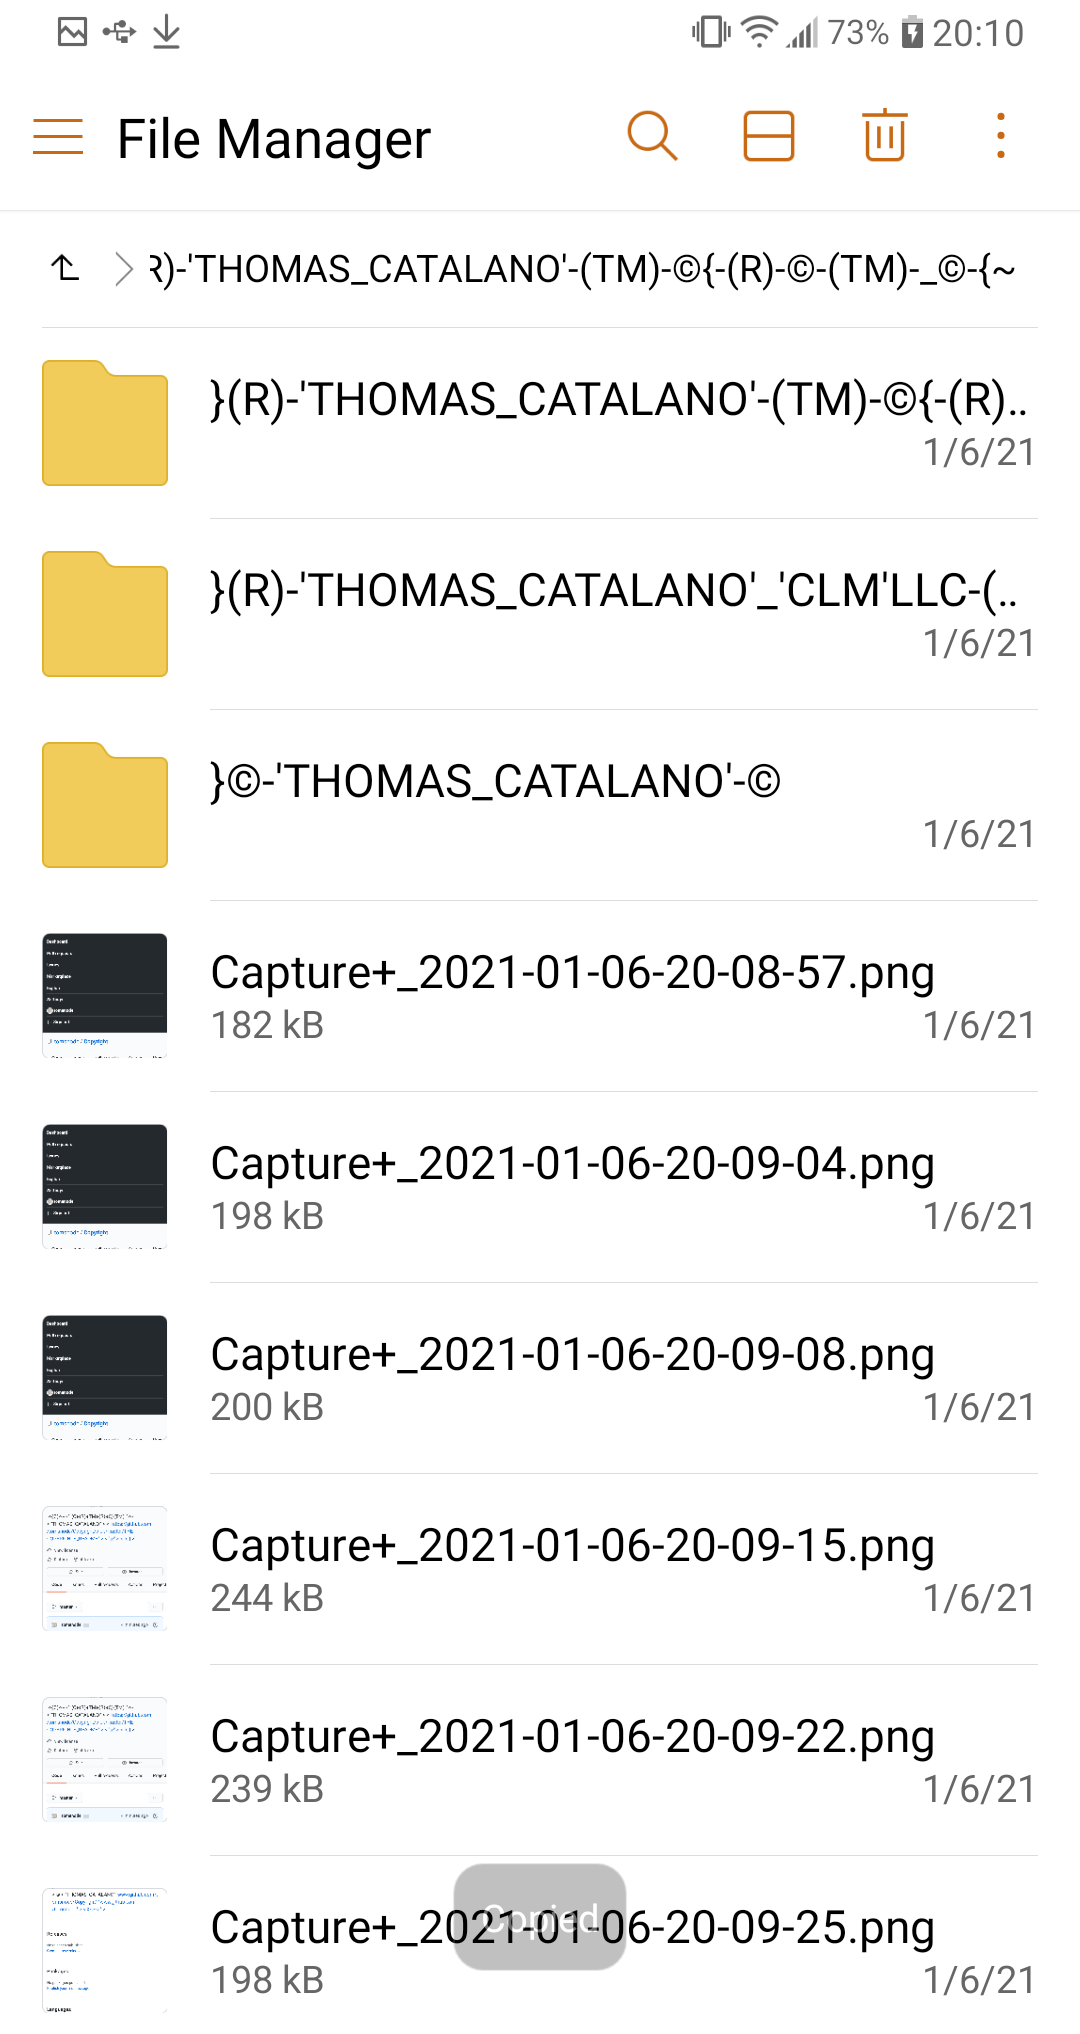 73% 20:10
File Manager
R)-'THOMAS_CATALANO'-(TM)-©{-(R)-©-(TM)-_©-{~
}(R)-'THOMAS_CATALANO'-(TM)-©{-(R)..
1/6/21
}(R)-'THOMAS_CATALANO'_'CLM'LLC-(..
1/6/21
}©-'THOMAS_CATALANO'-©
1/6/21
Capture+_2021-01-06-20-08-57.png
182 kB 1/6/21
Capture+_2021-01-06-20-09-04.png
198 kB 1/6/21
Capture+_2021-01-06-20-09-08.png
200 kB 1/6/21
Capture+_2021-01-06-20-09-15.png
244 kB 1/6/21
Capture+_2021-01-06-20-09-22.png
239 kB 1/6/21
Capture+_2021-01-06-20-09-25.png
Copied
198 kB 1/6/21